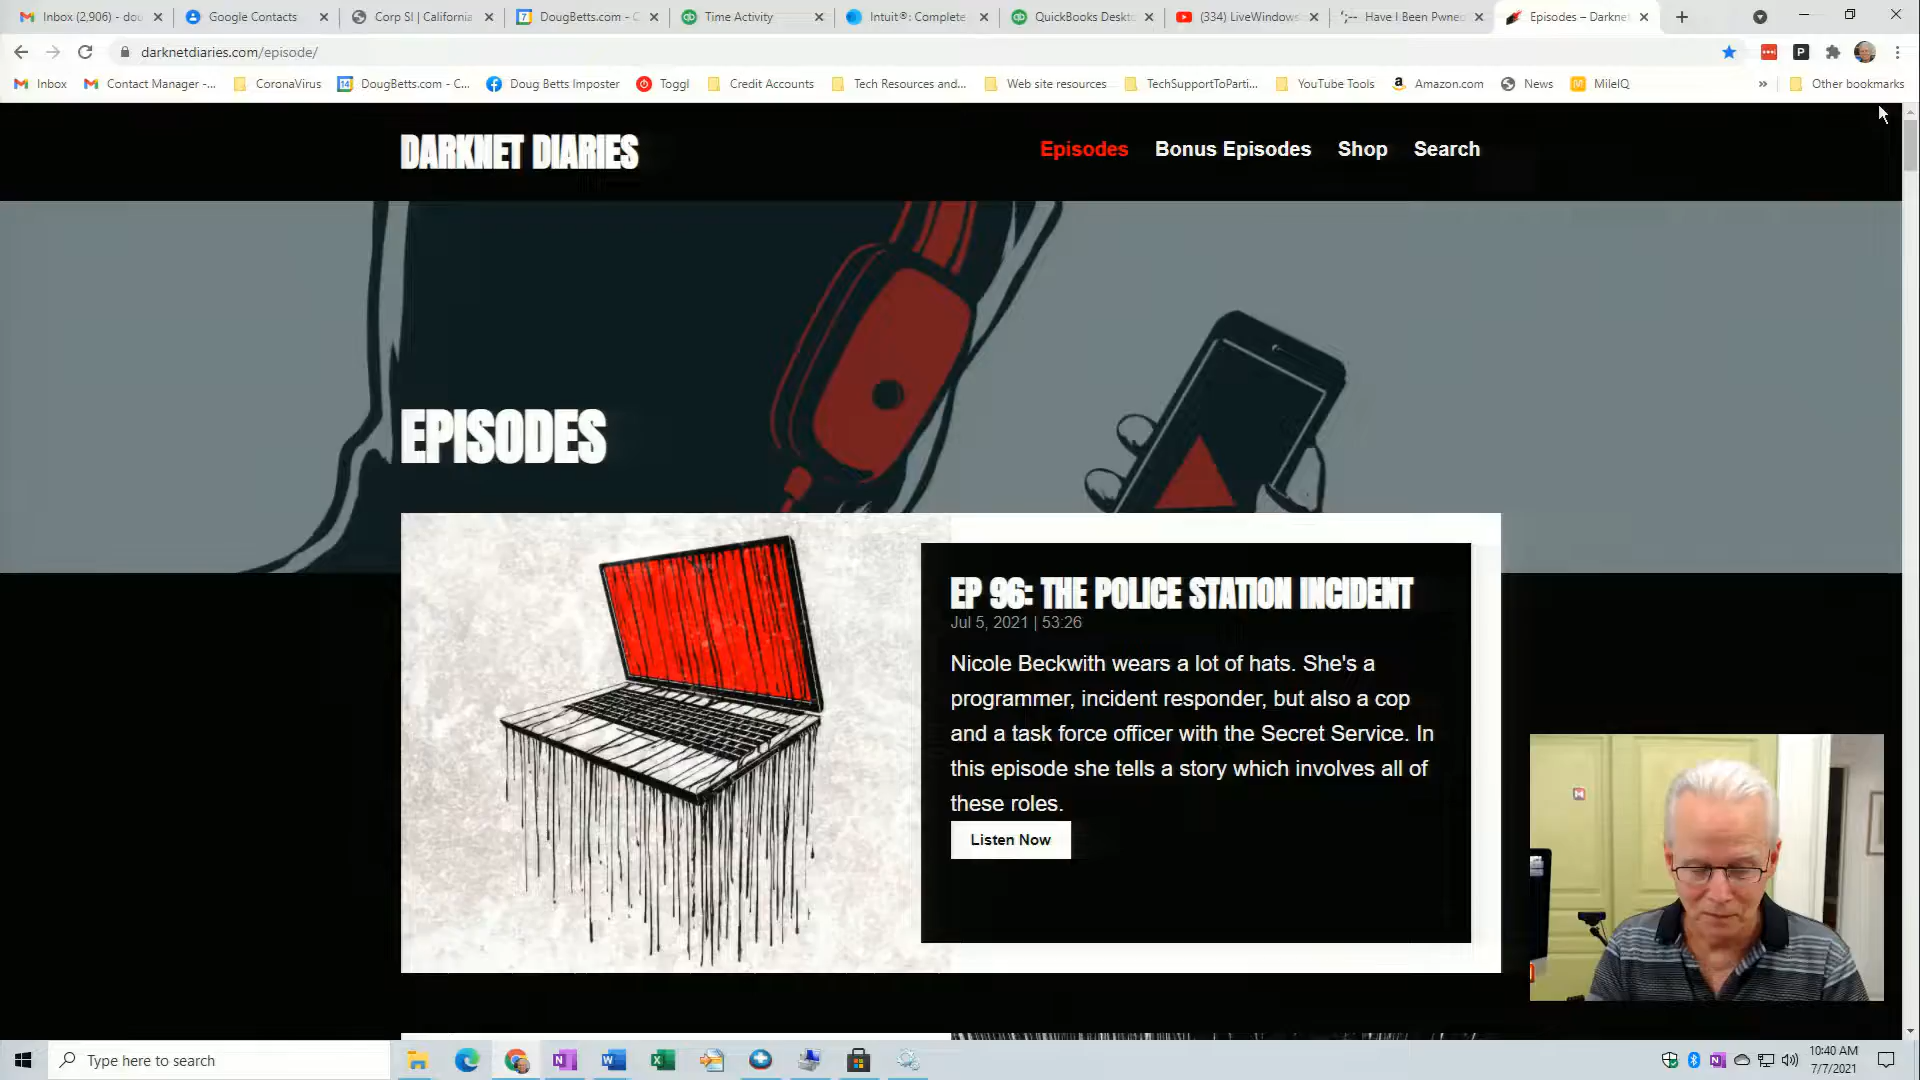 Inbox (2,906) - dou
Google Contacts
Corp SI | California
DougBetts.com - C
Time Activity
Intuit®: Complete
QuickBooks Deskt
(334) LiveWindows
Have I Been Pwne
Episodes – Darknet
darknetdiaries.com/episode/
Inbox
Contact Manager -...
CoronaVirus
DougBetts.com - C...
Doug Betts Imposter
Toggl
Credit Accounts
Tech Resources and...
Web site resources
TechSupportToParti...
YouTube Tools
Amazon.com
News
MileIQ
Other bookmarks
DARKNET DIARIES
Episodes
Bonus Episodes
Shop
Search
EPISODES
EP 96: THE POLICE STATION INCIDENT
Jul 5, 2021 | 53:26
Nicole Beckwith wears a lot of hats. She's a
programmer, incident responder, but also a cop
and a task force officer with the Secret Service. In
this episode she tells a story which involves all of
these roles.
Listen Now
Type here to search
10:40 AM
7/7/2021